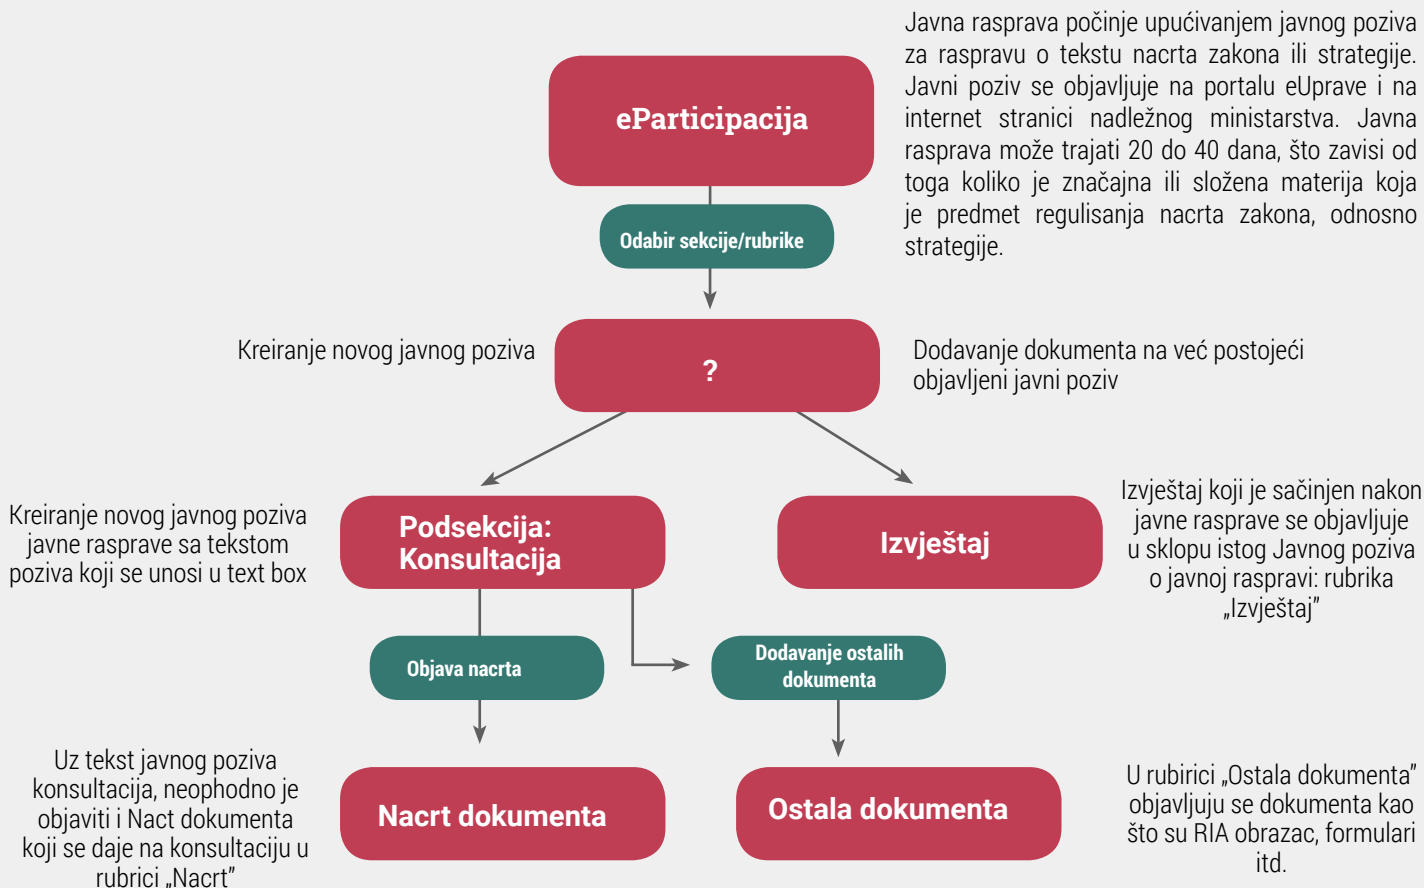 Javna rasprava počinje upućivanjem javnog poziva
za raspravu o tekstu nacrta zakona ili strategije.
Javni poziv se objavljuje na portalu eUprave i na
internet stranici nadležnog ministarstva. Javna
rasprava može trajati 20 do 40 dana, što zavisi od
toga koliko je značajna ili složena materija koja
je predmet regulisanja nacrta zakona, odnosno
strategije.
eParticipacija
Odabir sekcije/rubrike
Kreiranje novog javnog poziva
?
Dodavanje dokumenta na već postojeći
objavljeni javni poziv
Kreiranje novog javnog poziva
javne rasprave sa tekstom
poziva koji se unosi u text box
Podsekcija:
Konsultacija
Izvještaj
Izvještaj koji je sačinjen nakon
javne rasprave se objavljuje
u sklopu istog Javnog poziva
o javnoj raspravi: rubrika
„Izvještaj”
Objava nacrta
Dodavanje ostalih
dokumenta
Uz tekst javnog poziva
konsultacija, neophodno je
objaviti i Nact dokumenta
koji se daje na konsultaciju u
rubrici „Nacrt”
Nacrt dokumenta
Ostala dokumenta
U rubirici „Ostala dokumenta”
objavljuju se dokumenta kao
što su RIA obrazac, formulari
itd.